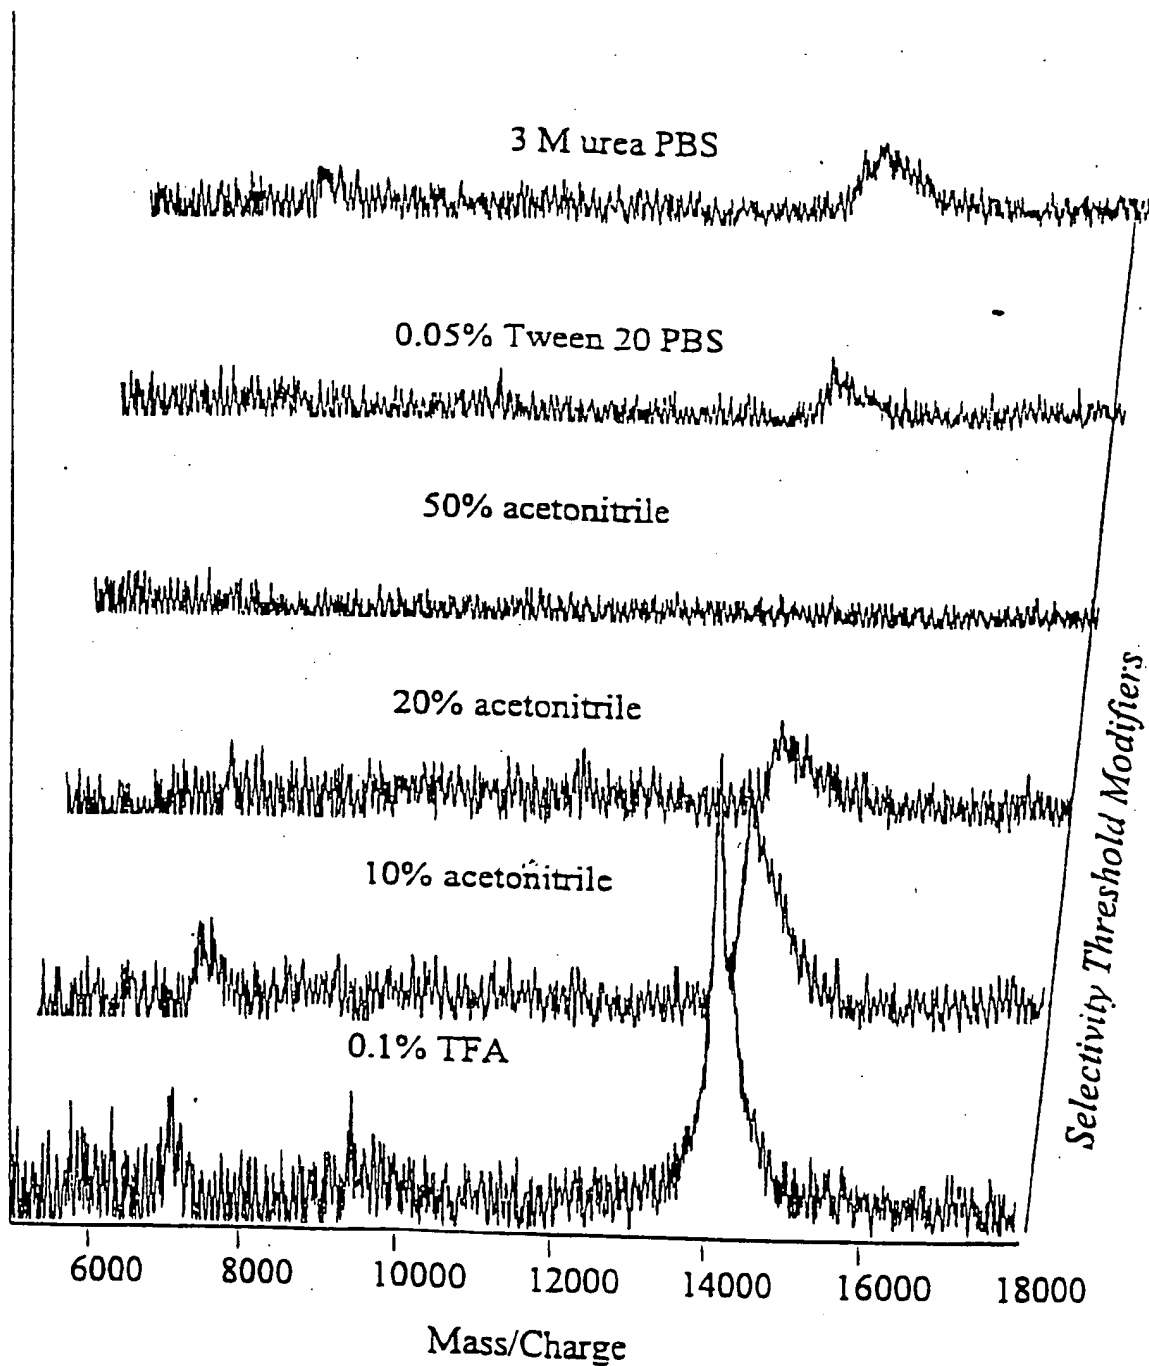 3 M urea PBS
0.05% Tween 20 PBS
50% acetonitrile
20% acetonitrile
10% acetonitrile
0.1% TFA
Selectivity Threshold Modifiers
6000 8000 10000 12000 14000 16000 18000
Mass/Charge